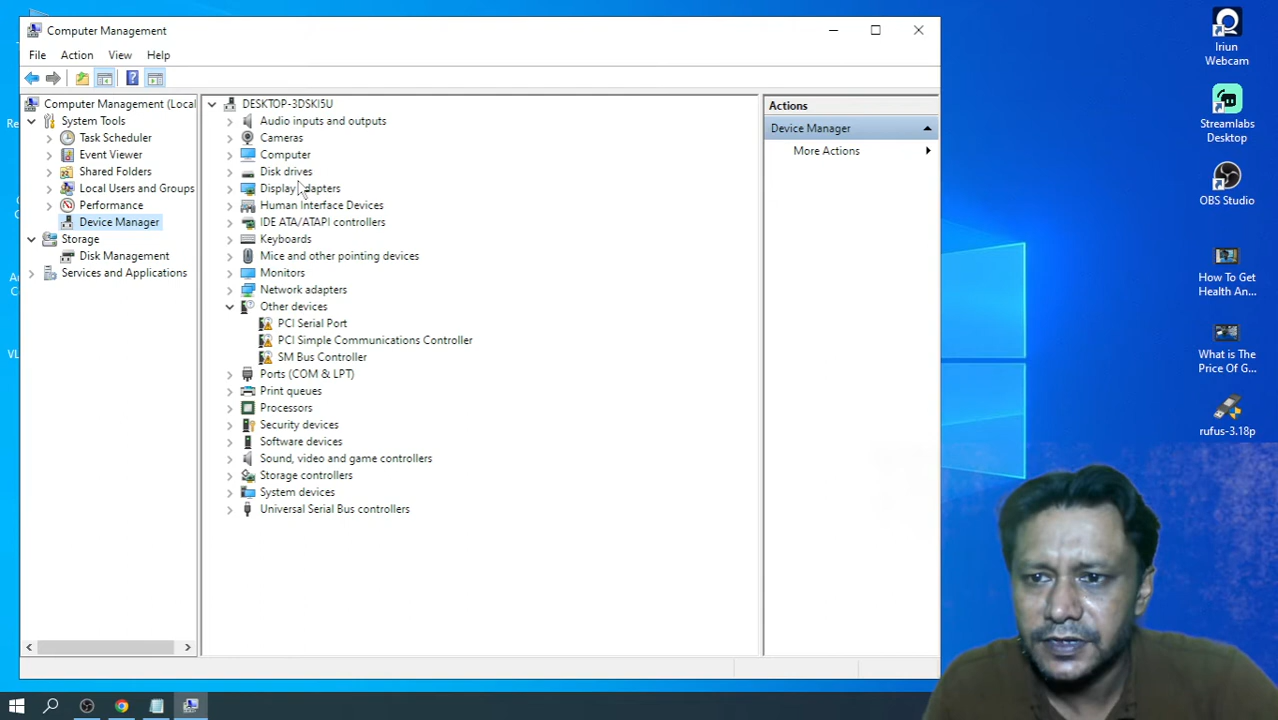 Computer Management
File Action View Help
Computer Management (Local
System Tools
Task Scheduler
Event Viewer
Shared Folders
Local Users and Groups
Performance
Device Manager
Storage
Disk Management
Services and Applications
DESKTOP-3DSKI5U
Audio inputs and outputs
Cameras
Computer
Disk drives
Display adapters
Human Interface Devices
IDE ATA/ATAPI controllers
Keyboards
Mice and other pointing devices
Monitors
Network adapters
Other devices
PCI Serial Port
PCI Simple Communications Controller
SM Bus Controller
Ports (COM & LPT)
Print queues
Processors
Security devices
Software devices
Sound, video and game controllers
Storage controllers
System devices
Universal Serial Bus controllers
Actions
Device Manager
More Actions
Iriun
Webcam
Streamlabs
Desktop
OBS Studio
How To Get
Health An...
What is The
Price Of G...
rufus-3.18p